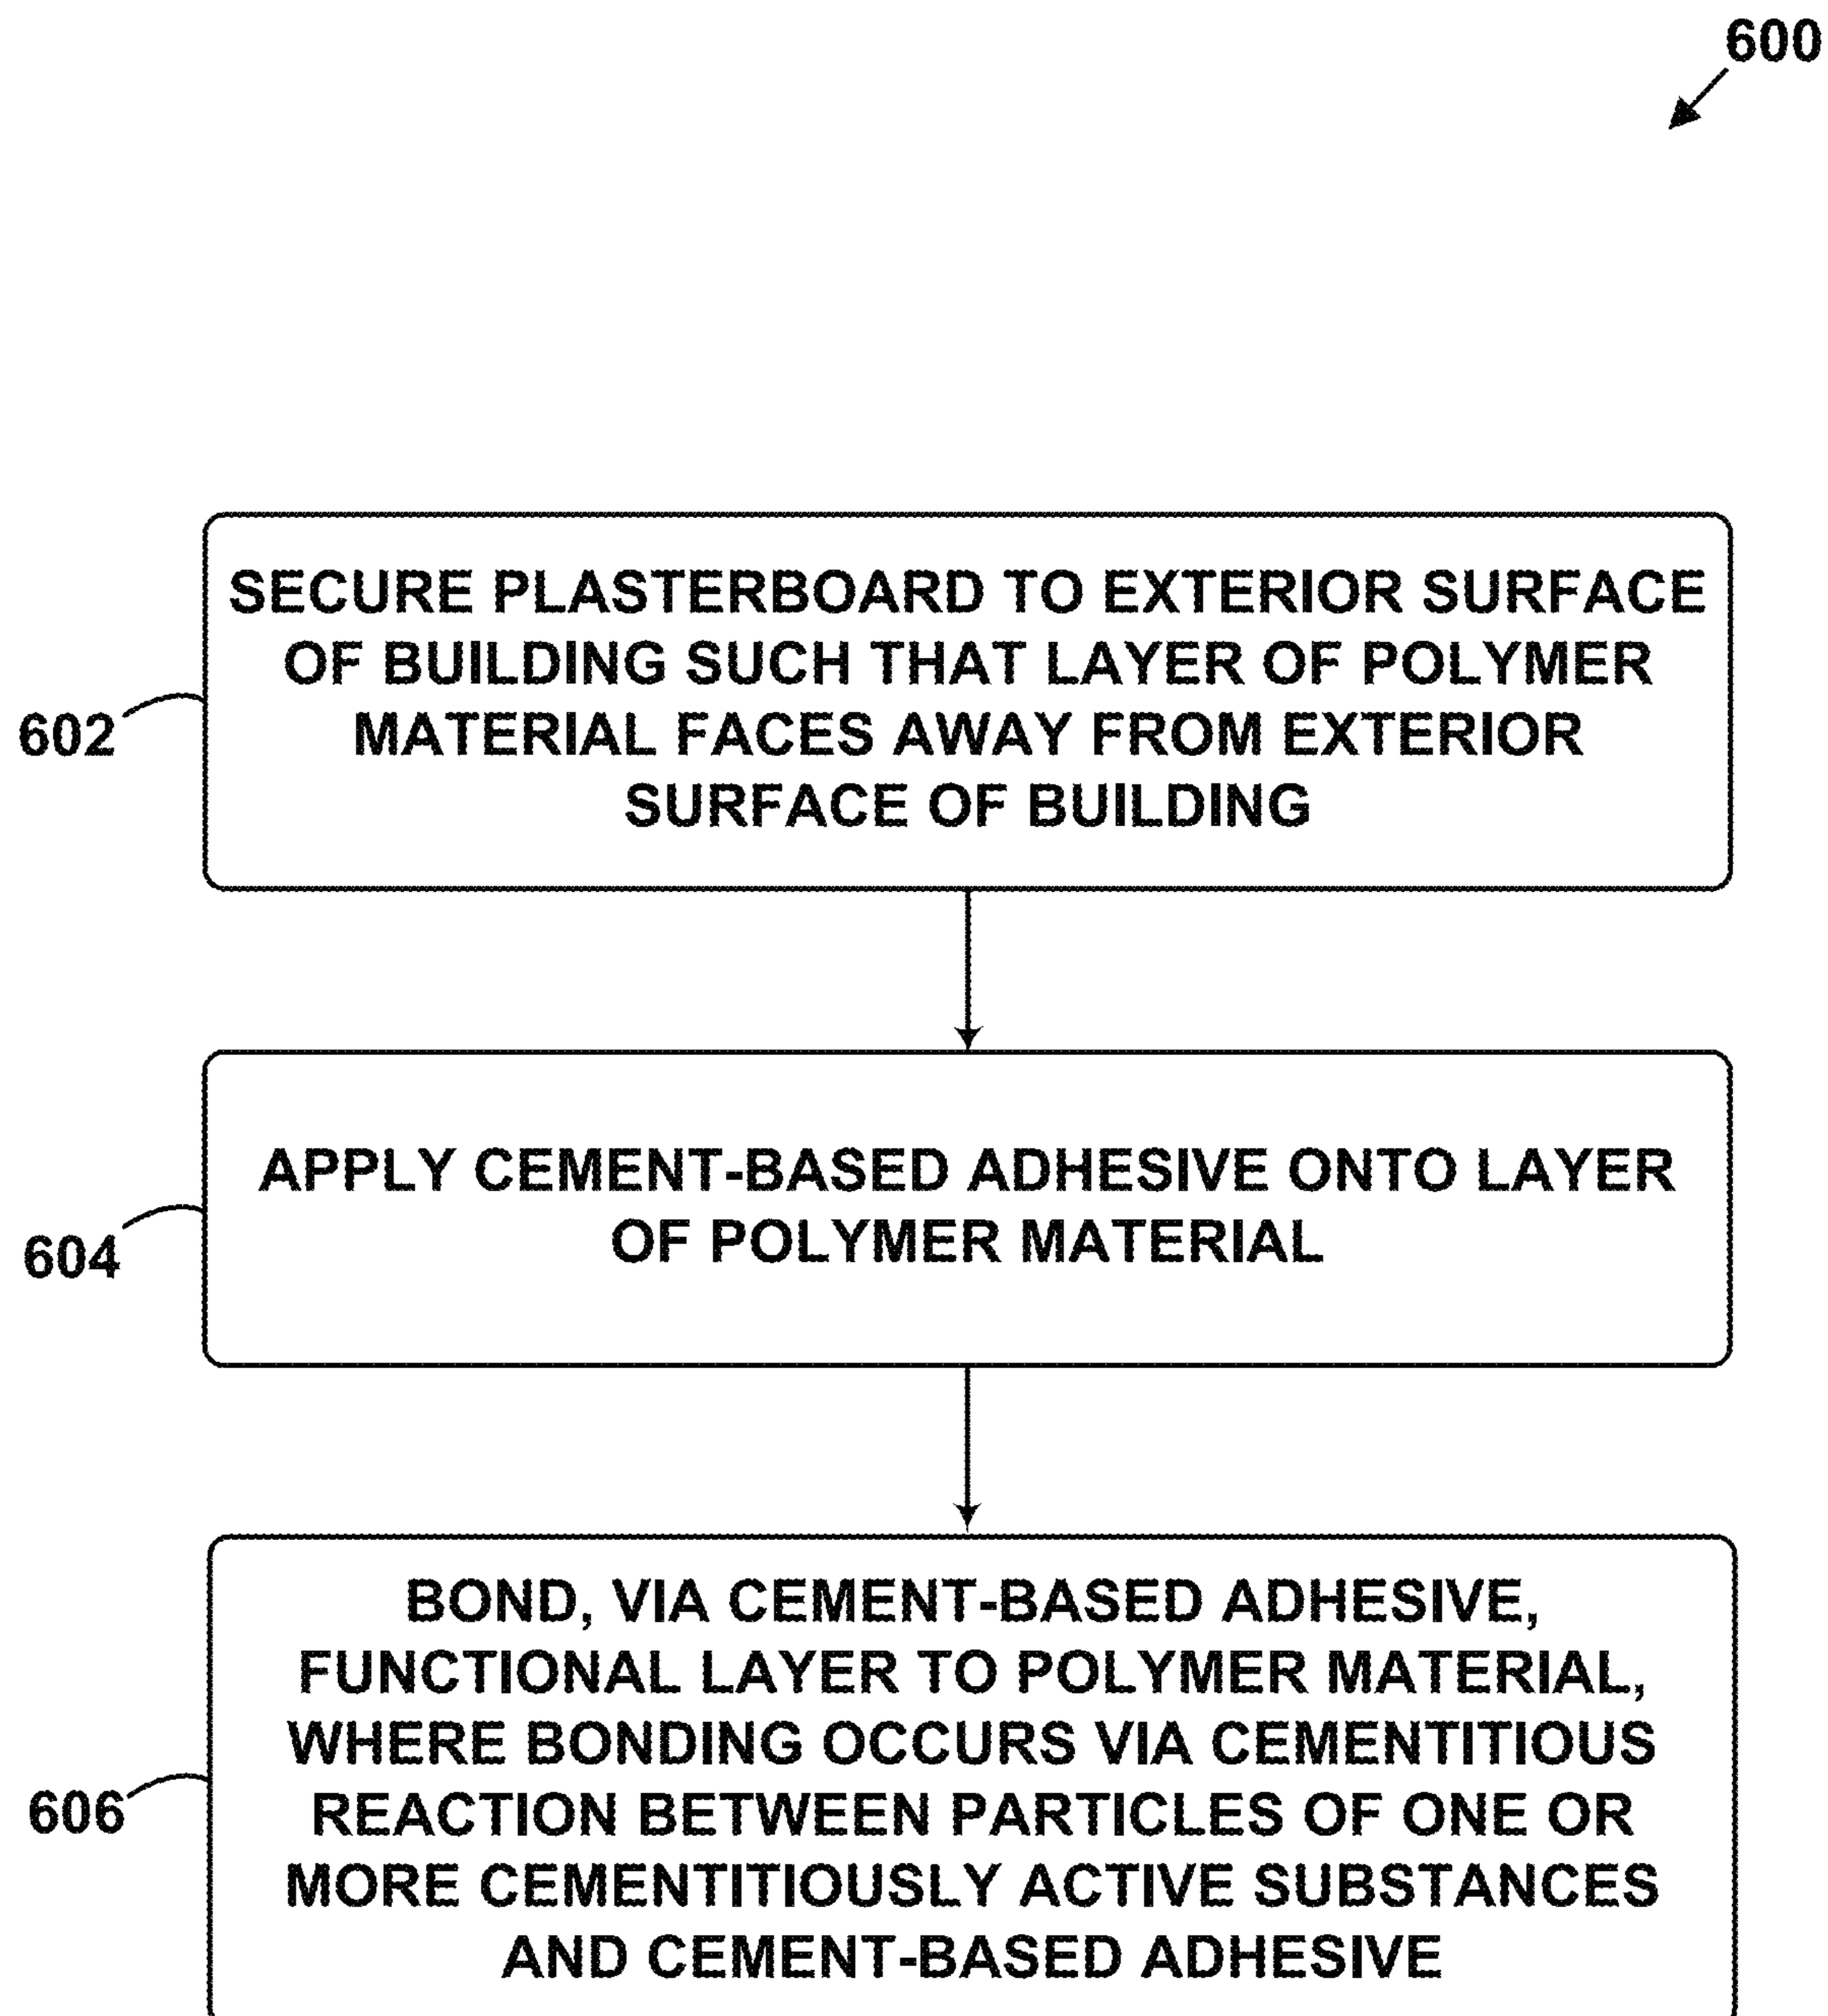 600
SECURE PLASTERBOARD TO EXTERIOR SURFACE
OF BUILDING SUCH THAT LAYER OF POLYMER
MATERIAL FACES AWAY FROM EXTERIOR
SURFACE OF BUILDING
602
APPLY CEMENT-BASED ADHESIVE ONTO LAYER
OF POLYMER MATERIAL
604
BOND, VIA CEMENT-BASED ADHESIVE,
FUNCTIONAL LAYER TO POLYMER MATERIAL,
WHERE BONDING OCCURS VIA CEMENTITIOUS
REACTION BETWEEN PARTICLES OF ONE OR
MORE CEMENTITIOUSLY ACTIVE SUBSTANCES
AND CEMENT-BASED ADHESIVE
606